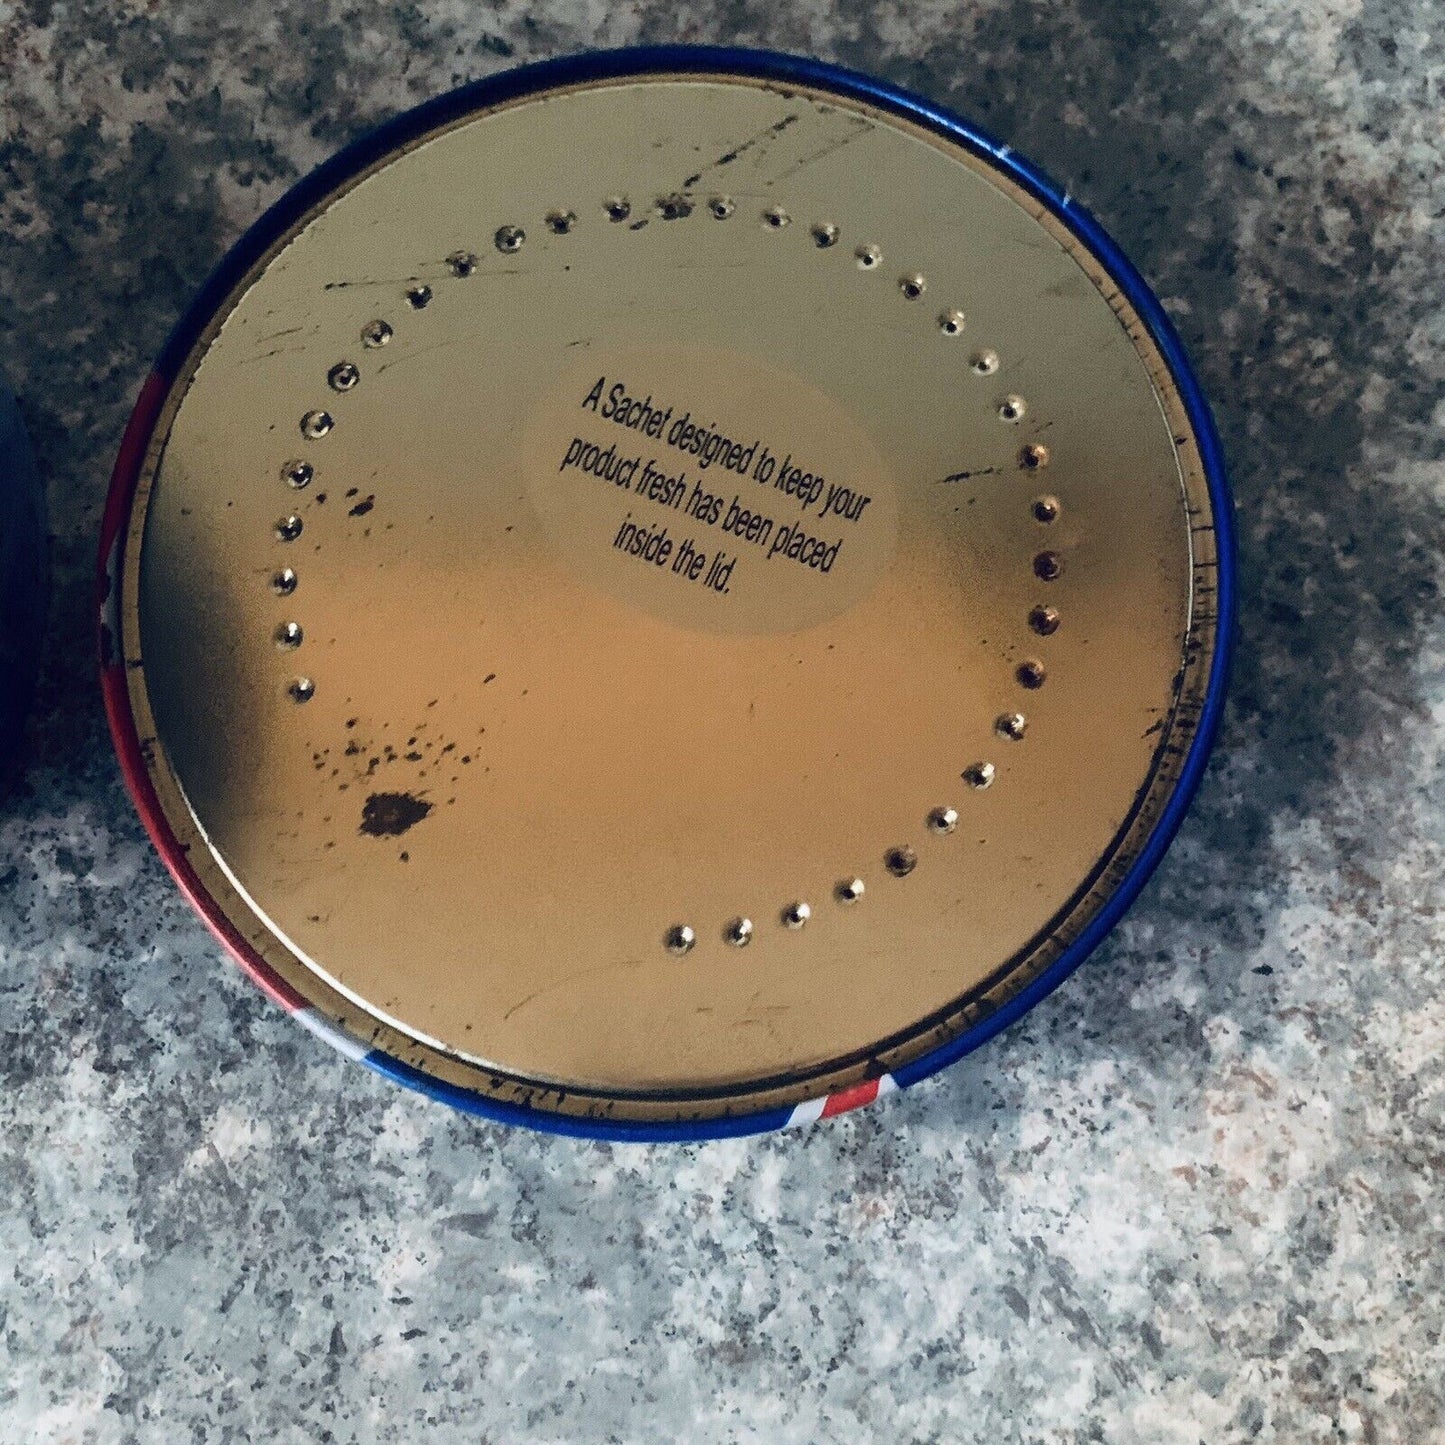 A Sachet designed to keep your
product fresh has been placed
inside the lid.